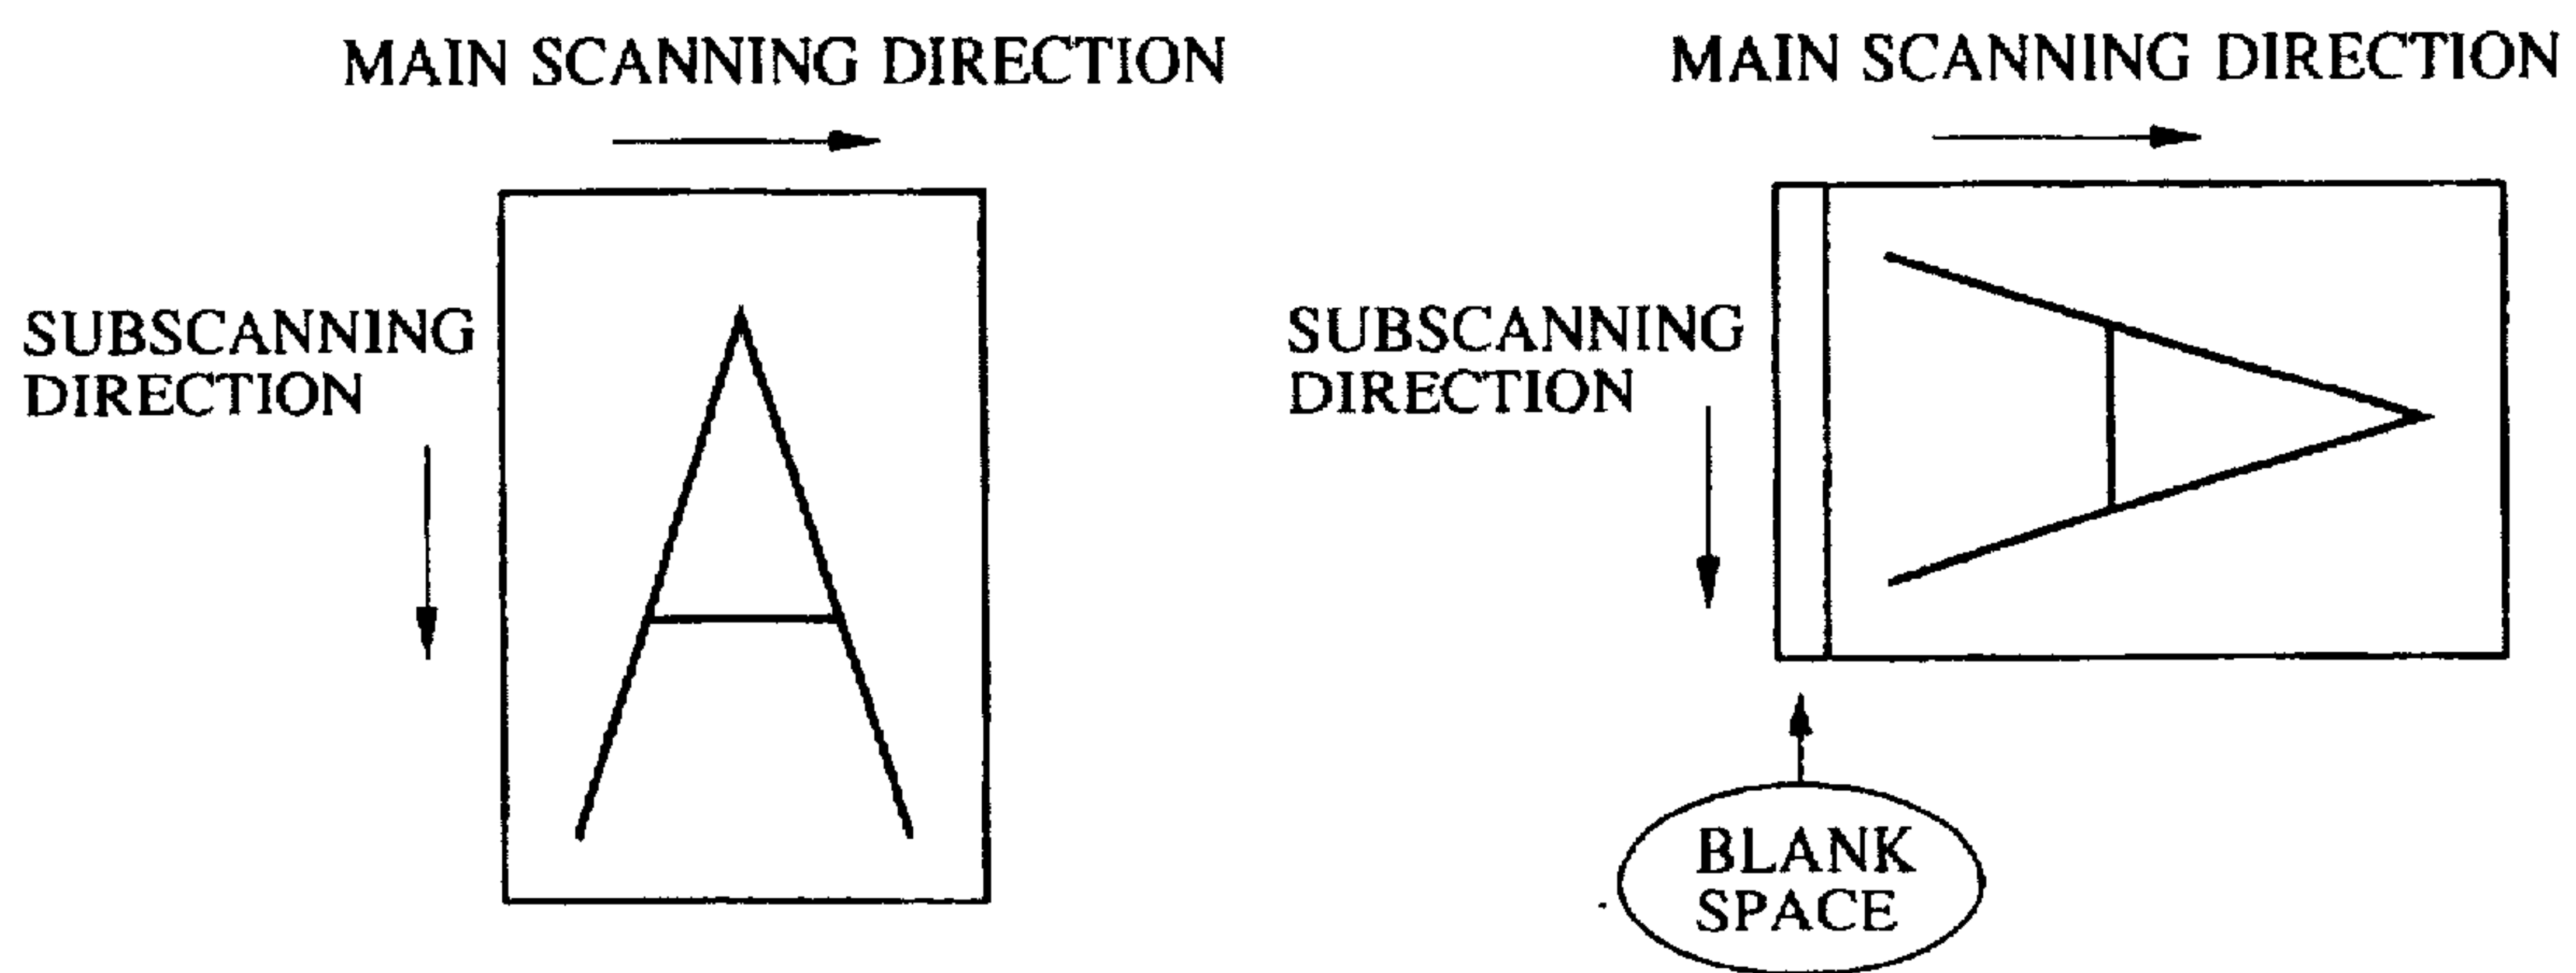 MAIN SCANNING DIRECTION
SUBSCANNING
DIRECTION
A
MAIN SCANNING DIRECTION
SUBSCANNING
DIRECTION
A
BLANK
SPACE